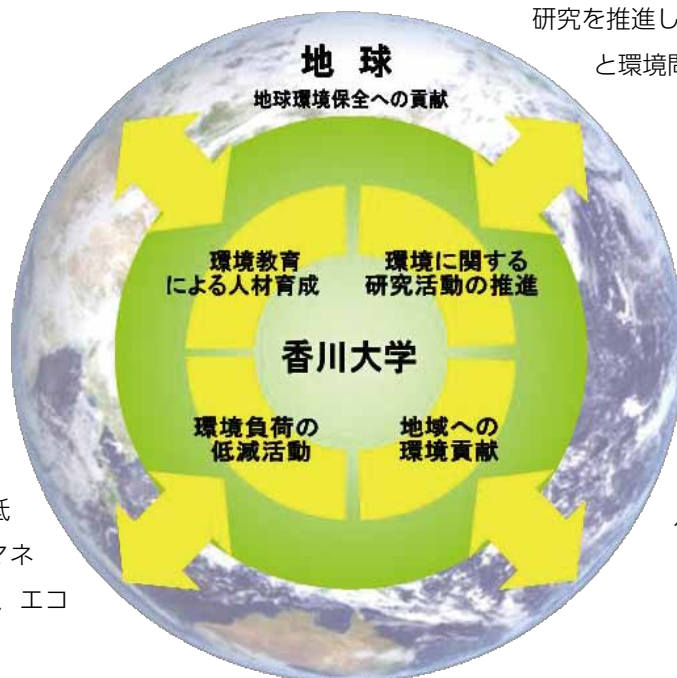 研究を推進し
と環境問
地 球
地球環境保全への貢献
環境教育
による人材育成
環境に関する
研究活動の推進
香川大学
環境負荷の
低減活動
地域への
環境貢献
マネ
、エコ